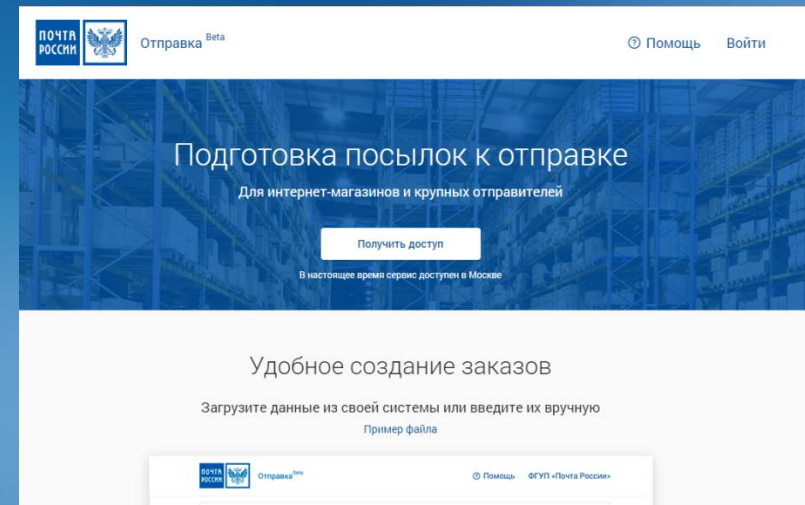 ПОЧТА РОССИИ
Отправка Beta
Помощь
Войти
Подготовка посылок к отправке
Для интернет-магазинов и крупных отправителей
Получить доступ
В настоящее время сервис доступен в Москве
Удобное создание заказов
Загрузите данные из своей системы или введите их вручную
Пример файла
ПОЧТА РОССИИ
Отправка Beta
Помощь
ФГУП «Почта России»